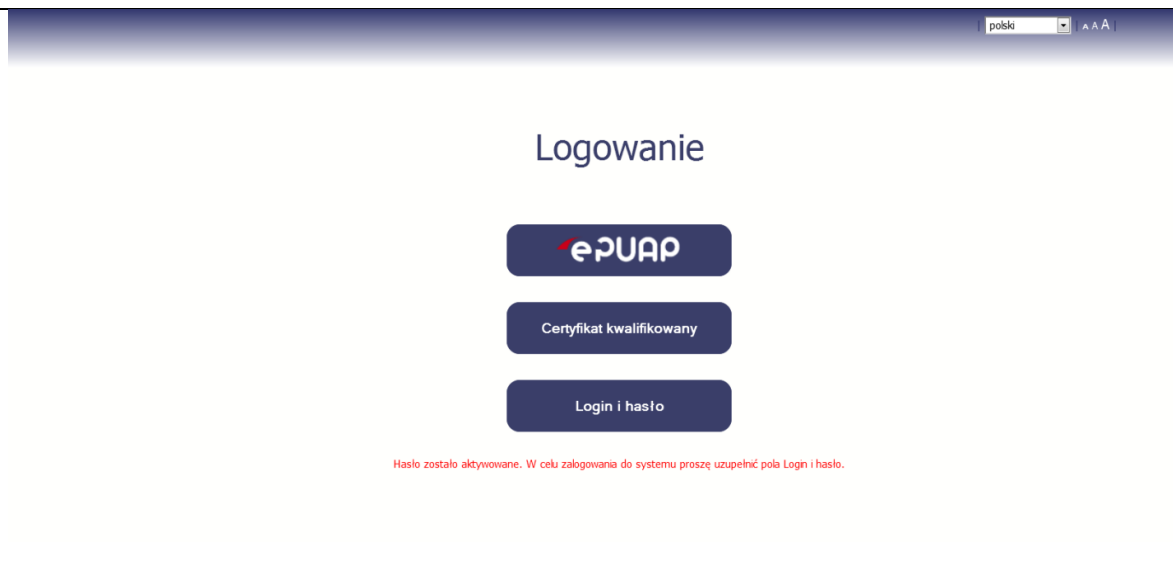 polski
A A A
Logowanie
ePUAP
Certyfikat kwalifikowany
Login i hasło
Hasło zostało aktywowane. W celu zalogowania do systemu proszę uzupełnić pola Login i hasło.